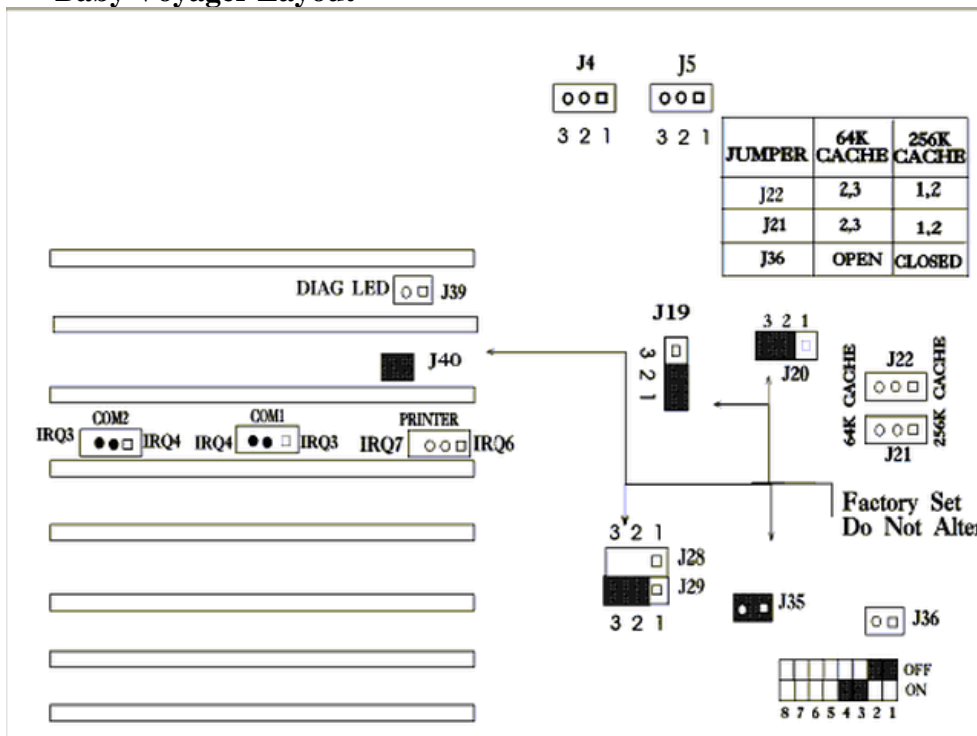 Baby Voyager Layout
J4 J5
3 2 1 3 2 1
JUMPER 64K CACHE 256K CACHE
J22 2,3 1,2
J21 2,3 1,2
J36 OPEN CLOSED
DIAG LED J39
J19
3 2 1
3 2 1
J20
J40
64K CACHE
J22
256K CACHE
J21
COM2
IRQ3 IRQ4
COM1
IRQ4 IRQ3
PRINTER
IRQ7 IRQ6
Factory Set
Do Not Alter
3 2 1
J28
J29
3 2 1
J35
J36
OFF
ON
8 7 6 5 4 3 2 1